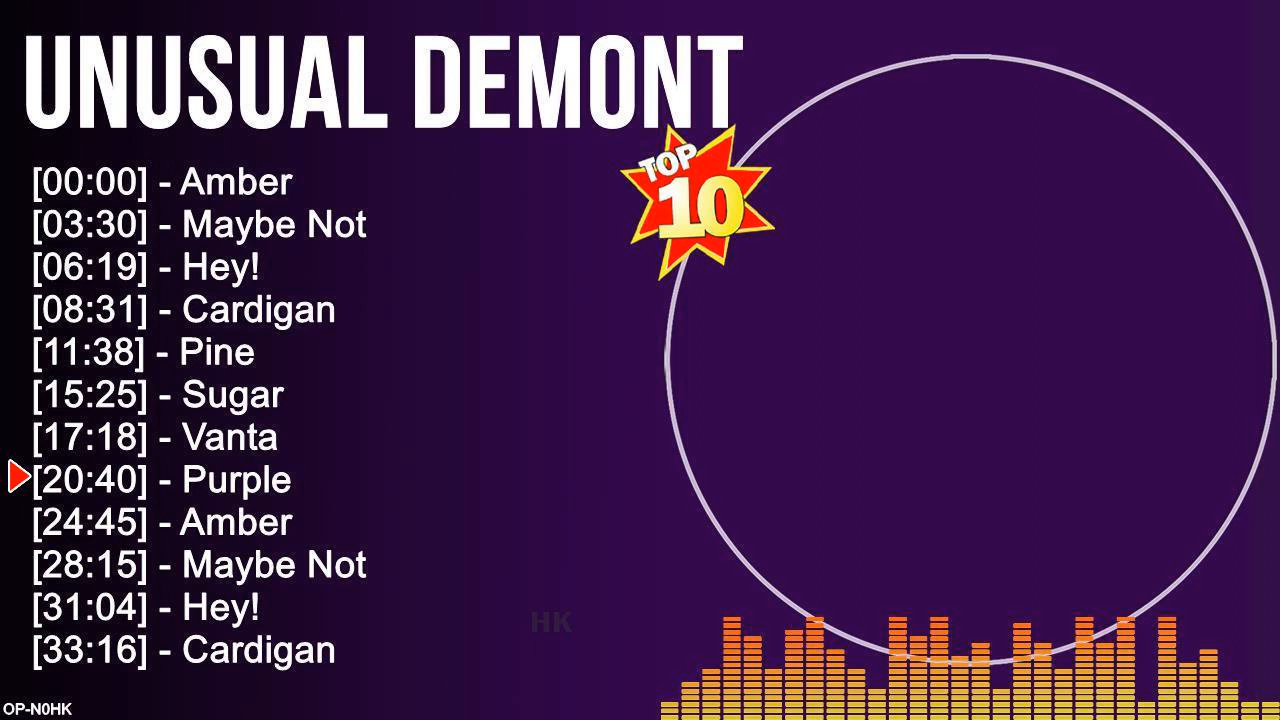 UNUSUAL DEMONT
TOP
10
[00:00] - Amber
[03:30] - Maybe Not
[06:19] - Hey!
[08:31] - Cardigan
[11:38] - Pine
[15:25] - Sugar
[17:18] - Vanta
[20:40] - Purple
[24:45] - Amber
[28:15] - Maybe Not
[31:04] - Hey!
[33:16] - Cardigan
HK
OP-N0HK